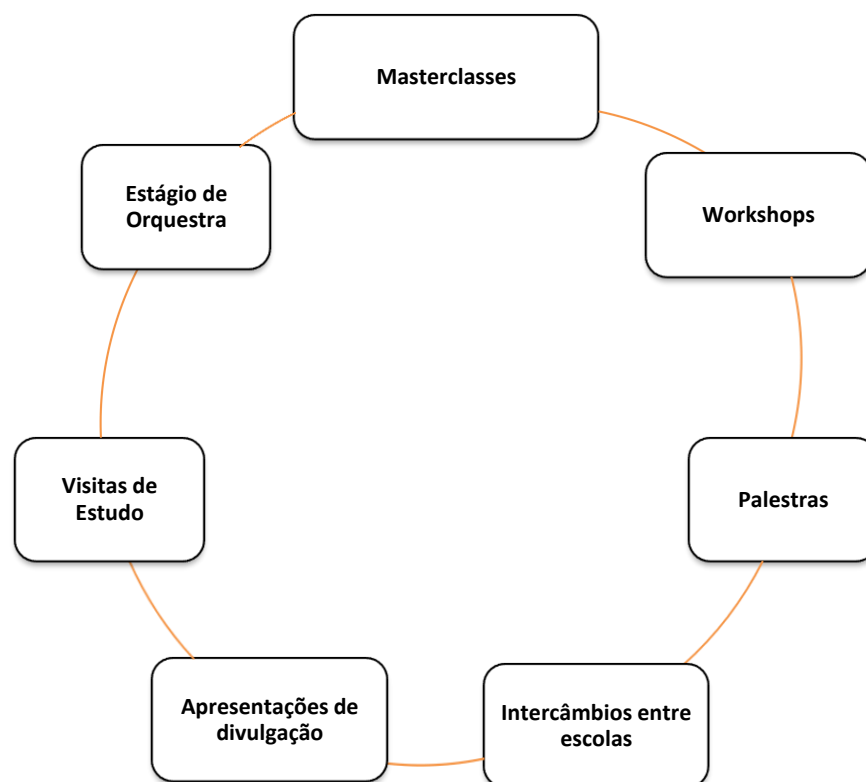 Masterclasses
Workshops
Palestras
Intercâmbios entre
escolas
Apresentações de
divulgação
Visitas de
Estudo
Estágio de
Orquestra